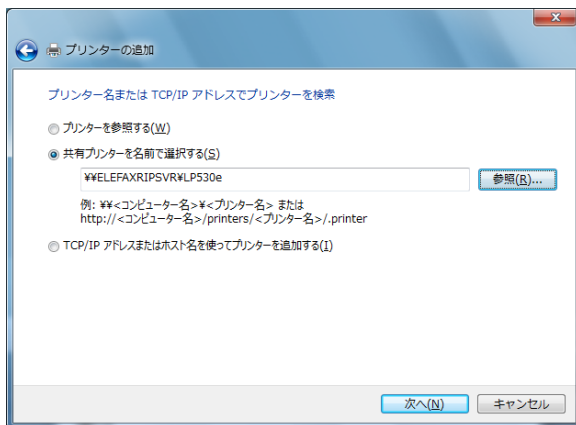 プリンターの追加
プリンター名または TCP/IP アドレスでプリンターを検索
プリンターを参照する(W)
共有プリンターを名前で選択する(S)
¥¥ELEFAXRIPSVR¥LP530e
参照(R)...
例: ¥¥<コンピューター名>¥<プリンター名> または
http://<コンピューター名>/printers/<プリンター名>/.printer
TCP/IP アドレスまたはホスト名を使ってプリンターを追加する(I)
次へ(N)
キャンセル